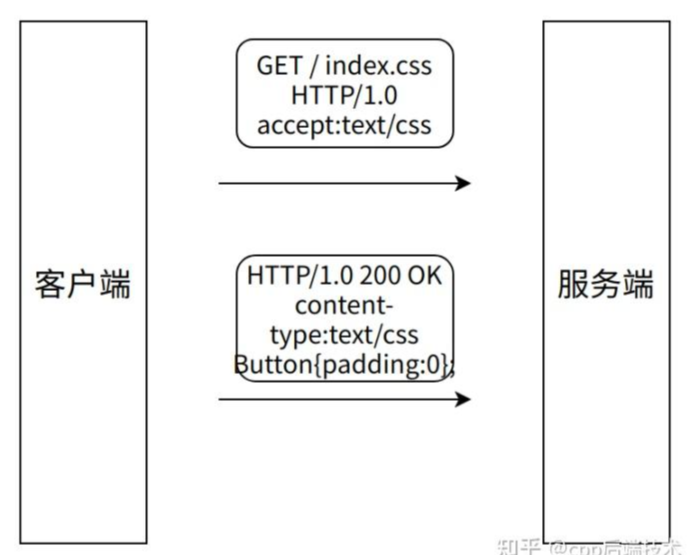 GET / index.css
HTTP/1.0
accept:text/css
客户端
服务端
HTTP/1.0 200 OK
content-
type:text/css
Button{padding:0};
知乎 @cpp后端技术